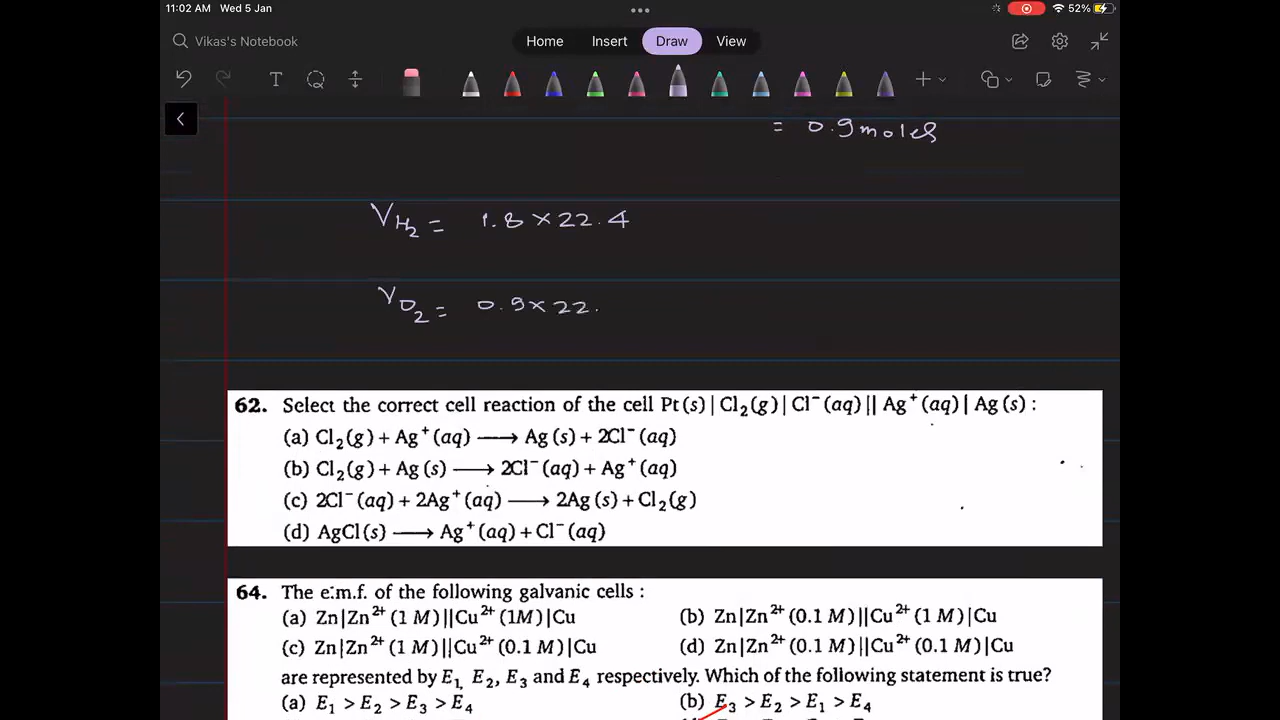 11:02 AM Wed 5 Jan
52%
Vikas's Notebook
Home Insert Draw View
= 0.9 moles
V H₂ = 1.8 × 22.4
V O₂ = 0.9 × 22.
62. Select the correct cell reaction of the cell Pt(s) | Cl₂(g) | Cl⁻(aq) || Ag⁺(aq) | Ag(s) :
(a) Cl₂(g) + Ag⁺(aq) ⟶ Ag(s) + 2Cl⁻(aq)
(b) Cl₂(g) + Ag(s) ⟶ 2Cl⁻(aq) + Ag⁺(aq)
(c) 2Cl⁻(aq) + 2Ag⁺(aq) ⟶ 2Ag(s) + Cl₂(g)
(d) AgCl(s) ⟶ Ag⁺(aq) + Cl⁻(aq)
64. The e.m.f. of the following galvanic cells :
(a) Zn|Zn²⁺(1 M)||Cu²⁺(1M)|Cu (b) Zn|Zn²⁺(0.1 M)||Cu²⁺(1 M)|Cu
(c) Zn|Zn²⁺(1 M)||Cu²⁺(0.1 M)|Cu (d) Zn|Zn²⁺(0.1 M)||Cu²⁺(0.1 M)|Cu
are represented by E₁, E₂, E₃ and E₄ respectively. Which of the following statement is true?
(a) E₁ > E₂ > E₃ > E₄ (b) E₃ > E₂ > E₁ > E₄